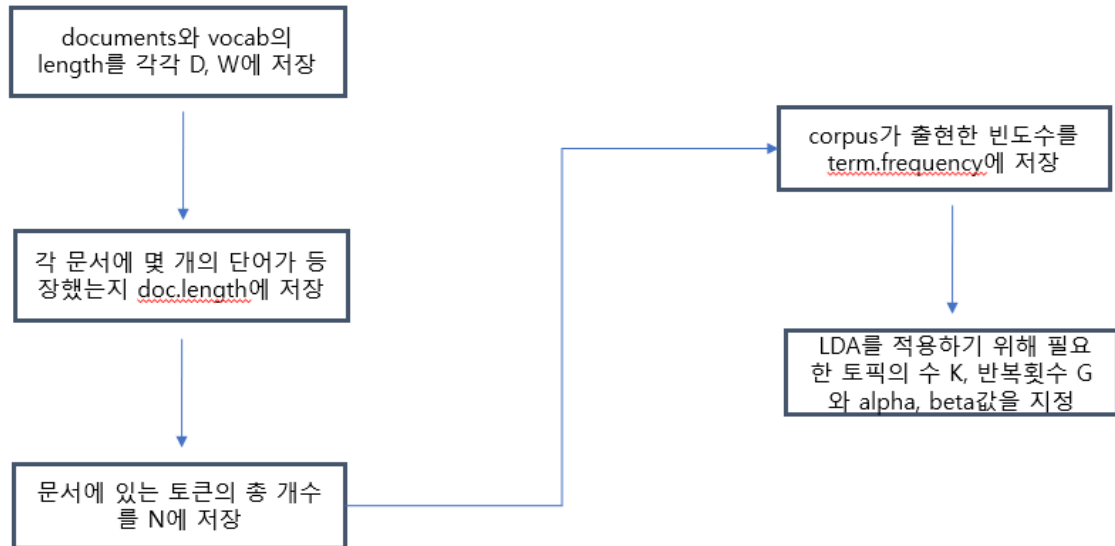 documents와 vocab의
length를 각각 D, W에 저장
각 문서에 몇 개의 단어가 등
장했는지 doc.length에 저장
문서에 있는 토큰의 총 개수
를 N에 저장
corpus가 출현한 빈도수를
term.frequency에 저장
LDA를 적용하기 위해 필요
한 토픽의 수 K, 반복횟수 G
와 alpha, beta값을 지정